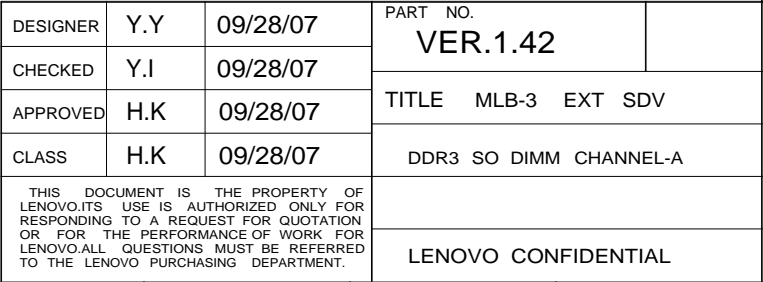 DESIGNER Y.Y 09/28/07
CHECKED Y.I 09/28/07
APPROVED H.K 09/28/07
CLASS H.K 09/28/07
THIS DOCUMENT IS THE PROPERTY OF
LENOVO.ITS USE IS AUTHORIZED ONLY FOR
RESPONDING TO A REQUEST FOR QUOTATION
OR FOR THE PERFORMANCE OF WORK FOR
LENOVO.ALL QUESTIONS MUST BE REFERRED
TO THE LENOVO PURCHASING DEPARTMENT.
PART NO.
VER.1.42
TITLE MLB-3 EXT SDV
DDR3 SO DIMM CHANNEL-A
LENOVO CONFIDENTIAL